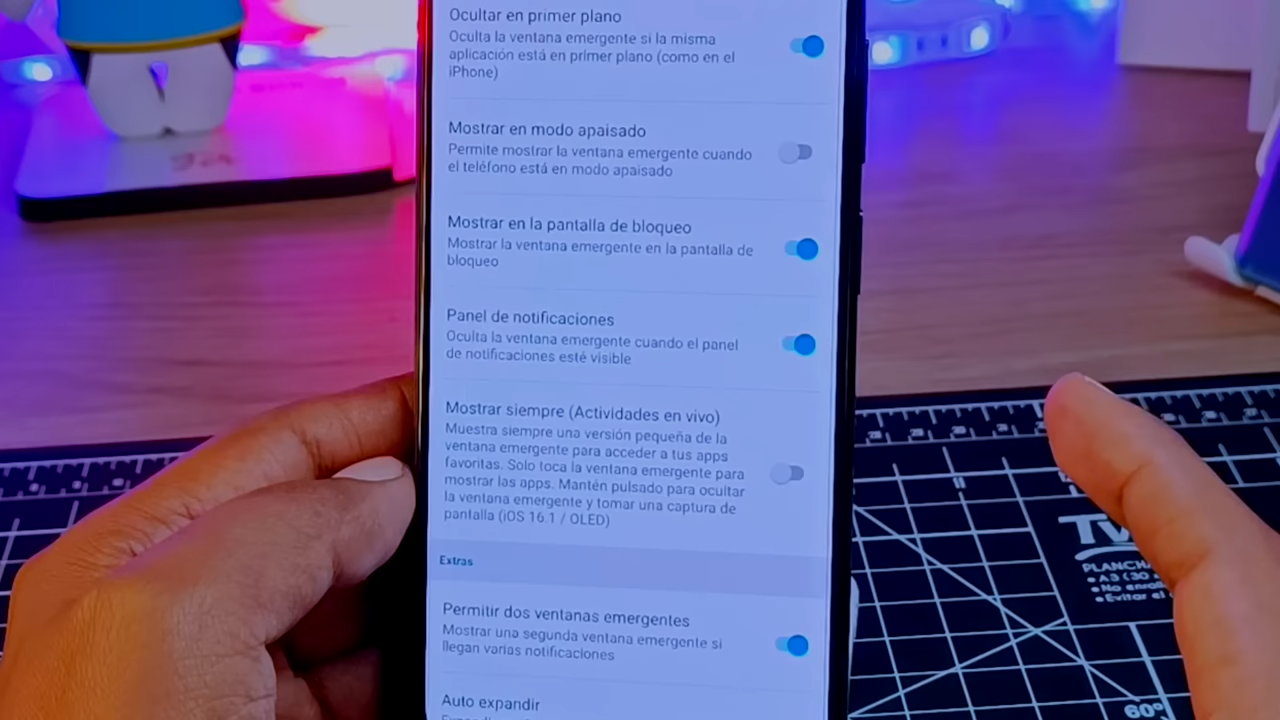 Ocultar en primer plano
Oculta la ventana emergente si la misma
aplicación está en primer plano (como en el
iPhone)
Mostrar en modo apaisado
Permite mostrar la ventana emergente cuando
el teléfono está en modo apaisado
Mostrar en la pantalla de bloqueo
Mostrar la ventana emergente en la pantalla de
bloqueo
Panel de notificaciones
Oculta la ventana emergente cuando el panel
de notificaciones esté visible
Mostrar siempre (Actividades en vivo)
Muestra siempre una versión pequeña de la
ventana emergente para acceder a tus apps
favoritas. Solo toca la ventana emergente para
mostrar las apps. Mantén pulsado para ocultar
la ventana emergente y tomar una captura de
pantalla (iOS 16.1 / OLED)
Extras
Permitir dos ventanas emergentes
Mostrar una segunda ventana emergente si
llegan varias notificaciones
Auto expandir
PLANCHA
A3 (30
No
Evitar el
60º